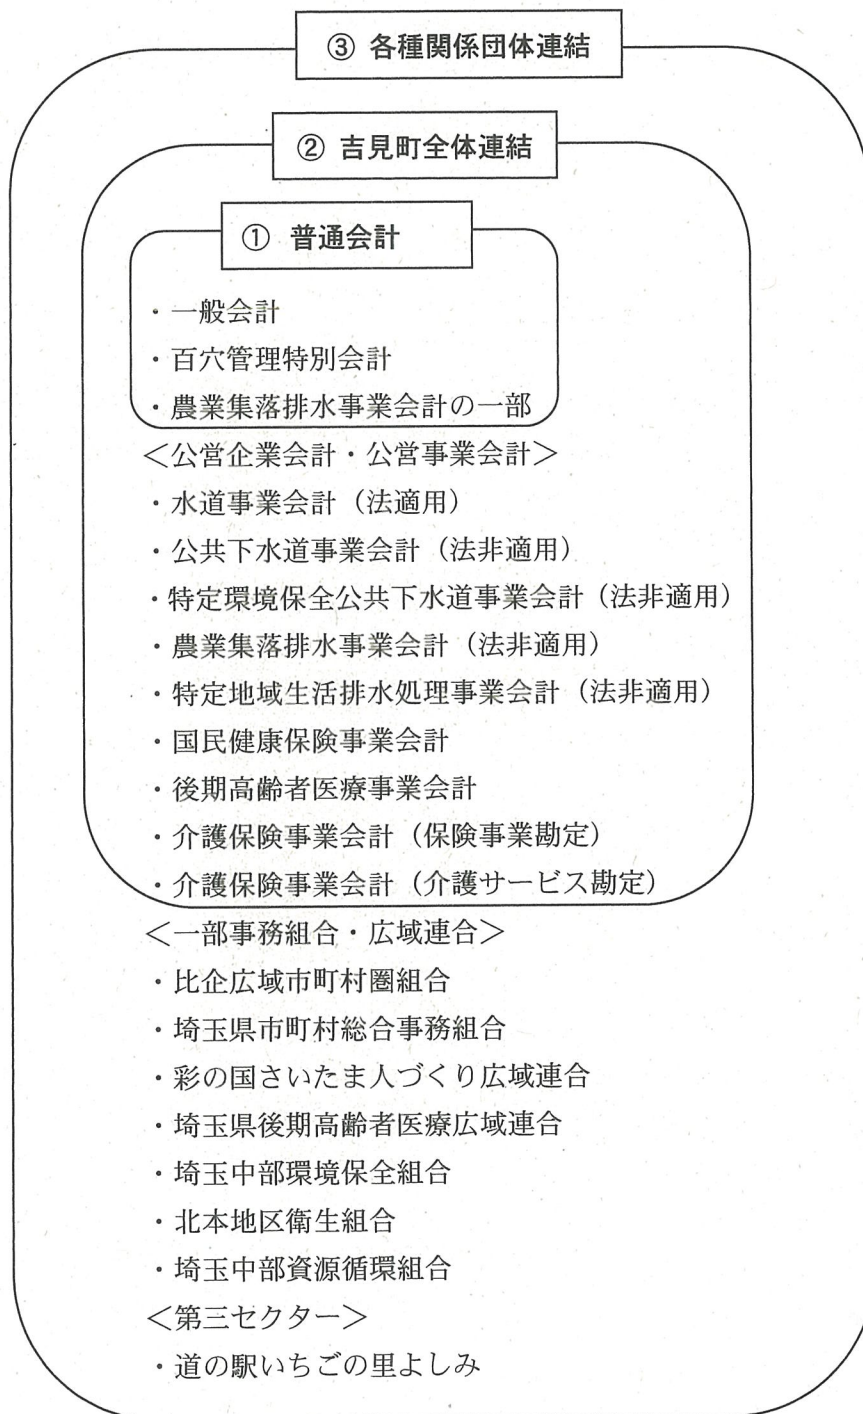 ③ 各種関係団体連結
② 吉見町全体連結
① 普通会計
・一般会計
・百穴管理特別会計
・農業集落排水事業会計の一部
＜公営企業会計・公営事業会計＞
・水道事業会計（法適用）
・公共下水道事業会計（法非適用）
・特定環境保全公共下水道事業会計（法非適用）
・農業集落排水事業会計（法非適用）
・特定地域生活排水処理事業会計（法非適用）
・国民健康保険事業会計
・後期高齢者医療事業会計
・介護保険事業会計（保険事業勘定）
・介護保険事業会計（介護サービス勘定）
＜一部事務組合・広域連合＞
・比企広域市町村圏組合
・埼玉県市町村総合事務組合
・彩の国さいたま人づくり広域連合
・埼玉県後期高齢者医療広域連合
・埼玉中部環境保全組合
・北本地区衛生組合
・埼玉中部資源循環組合
＜第三セクター＞
・道の駅いちごの里よしみ